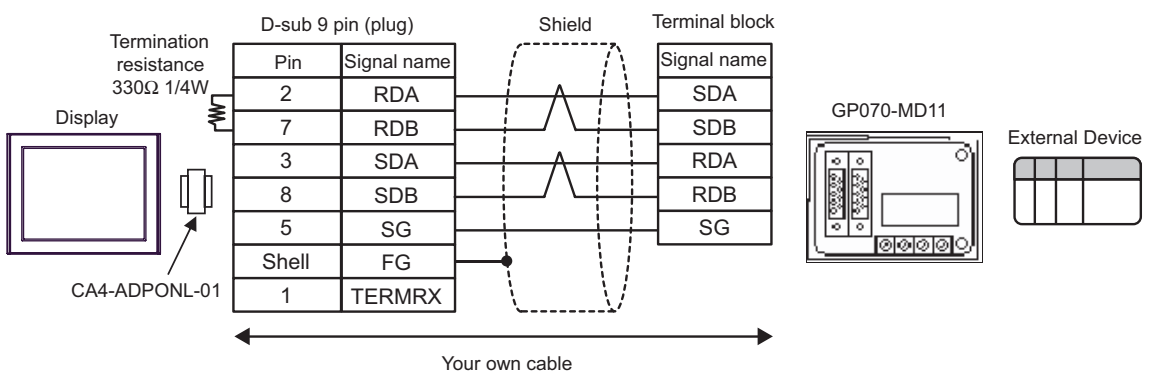 D-sub 9 pin (plug)
Shield
Terminal block
Termination
resistance
330Ω 1/4W
Pin
Signal name
Signal name
2
RDA
SDA
7
RDB
SDB
3
SDA
RDA
8
SDB
RDB
5
SG
SG
Shell
FG
1
TERMRX
Display
CA4-ADPONL-01
GP070-MD11
External Device
Your own cable